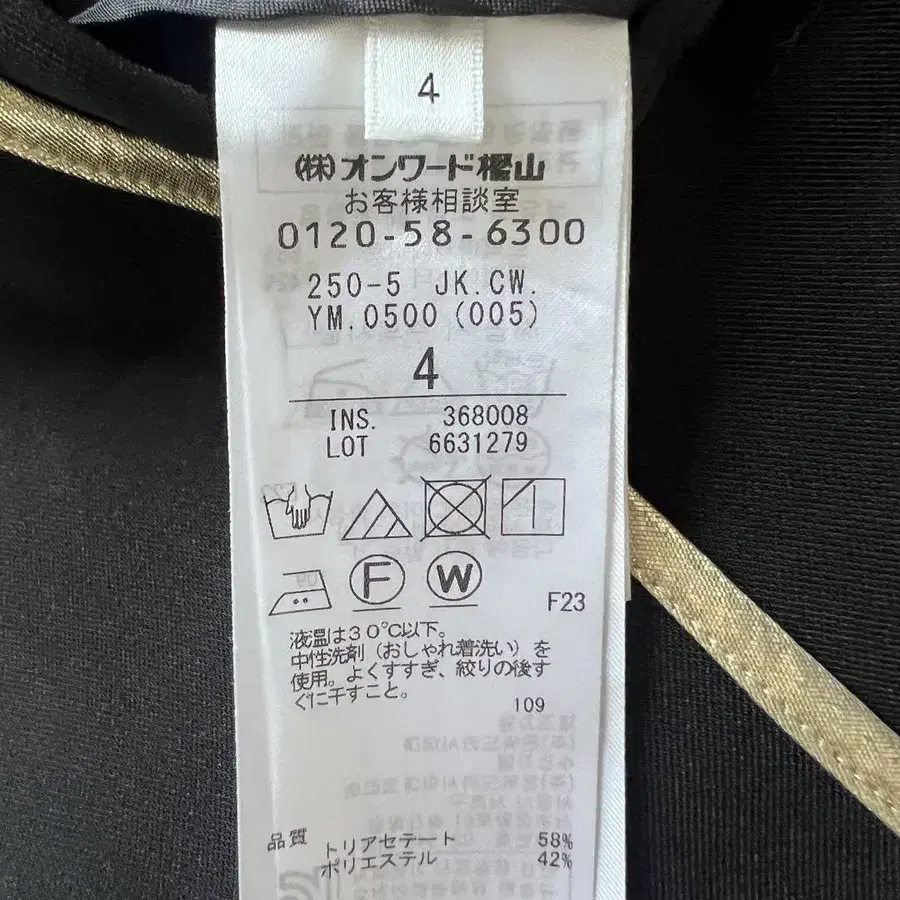 4
㈱オンワード樫山
お客様相談室
0120-58-6300
250-5 JK.CW.
YM.0500 (005)
4
INS. 368008
LOT 6631279
F
W
F23
液温は30℃以下。
中性洗剤（おしゃれ着洗い）を
使用。よくすすぎ、絞りの後す
ぐに干すこと。
109
品質
トリアセテート 58%
ポリエステル 42%